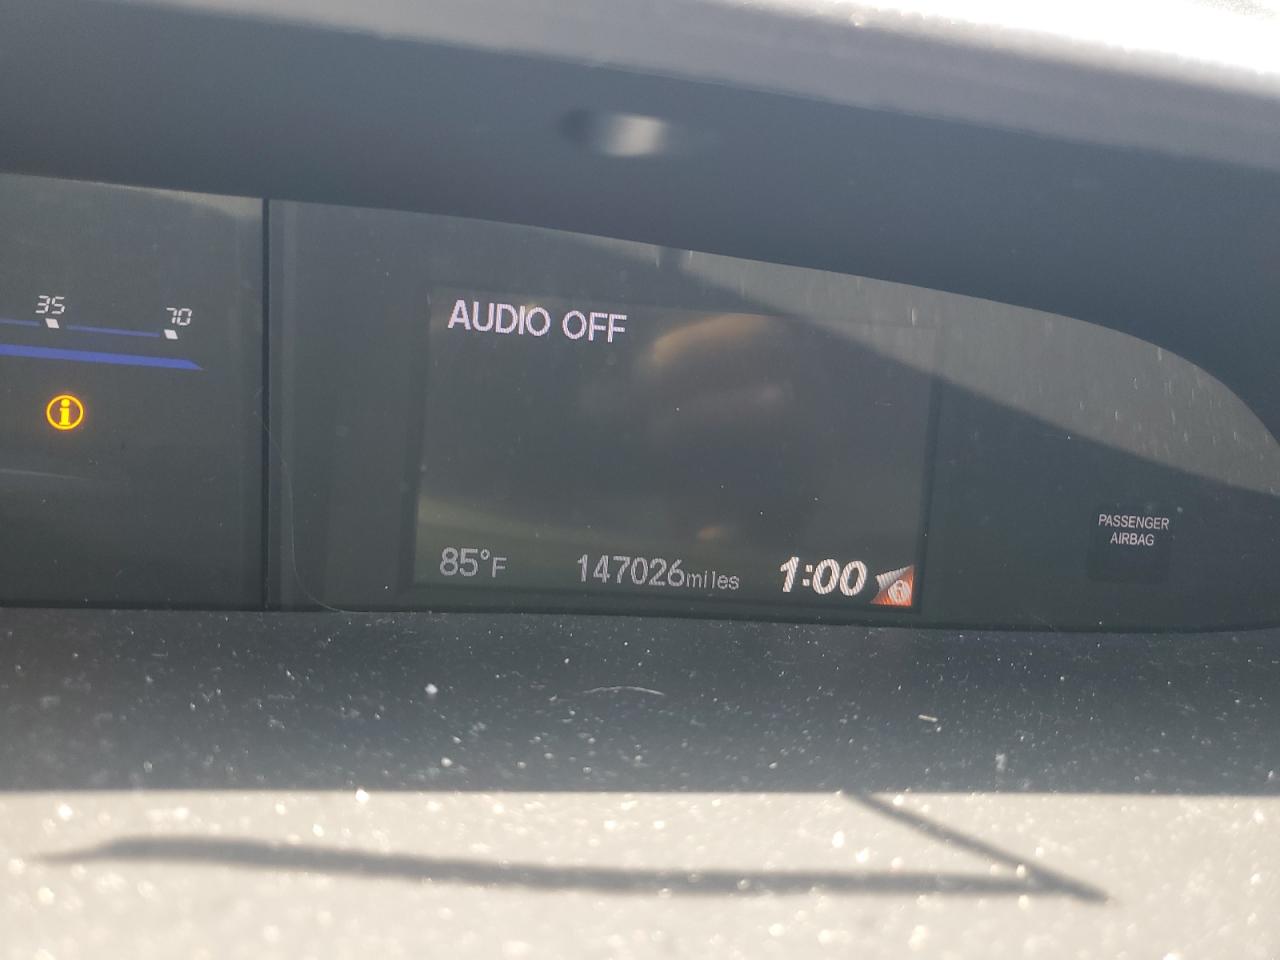 35 70
AUDIO OFF
i
85°F 147026miles 1:00
PASSENGER
AIRBAG